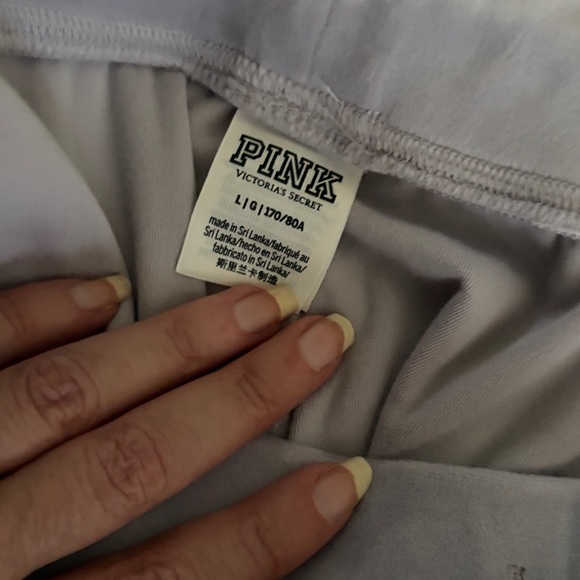 PINK
VICTORIA'S SECRET
L|G|170/80A
made in Sri Lanka/fabriqué au
Sri Lanka/hecho en Sri Lanka/
fabbricato in Sri Lanka/
斯里兰卡制造